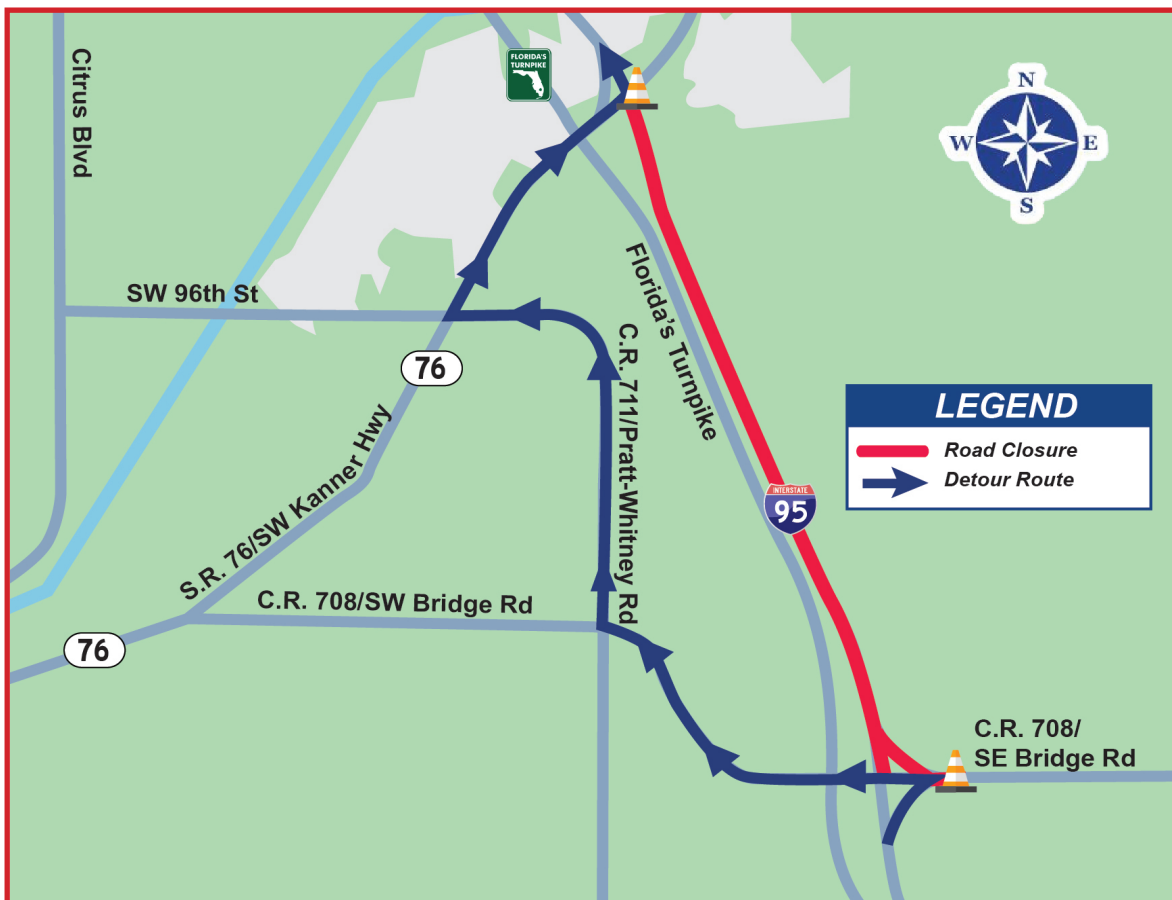 Citrus Blvd
FLORIDA'S
TURNPIKE
N
W
E
S
SW 96th St
Florida's Turnpike
C.R. 711/Pratt-Whitney Rd
76
S.R. 76/SW Kanner Hwy
LEGEND
Road Closure
Detour Route
INTERSTATE
95
C.R. 708/SW Bridge Rd
76
C.R. 708/
SE Bridge Rd